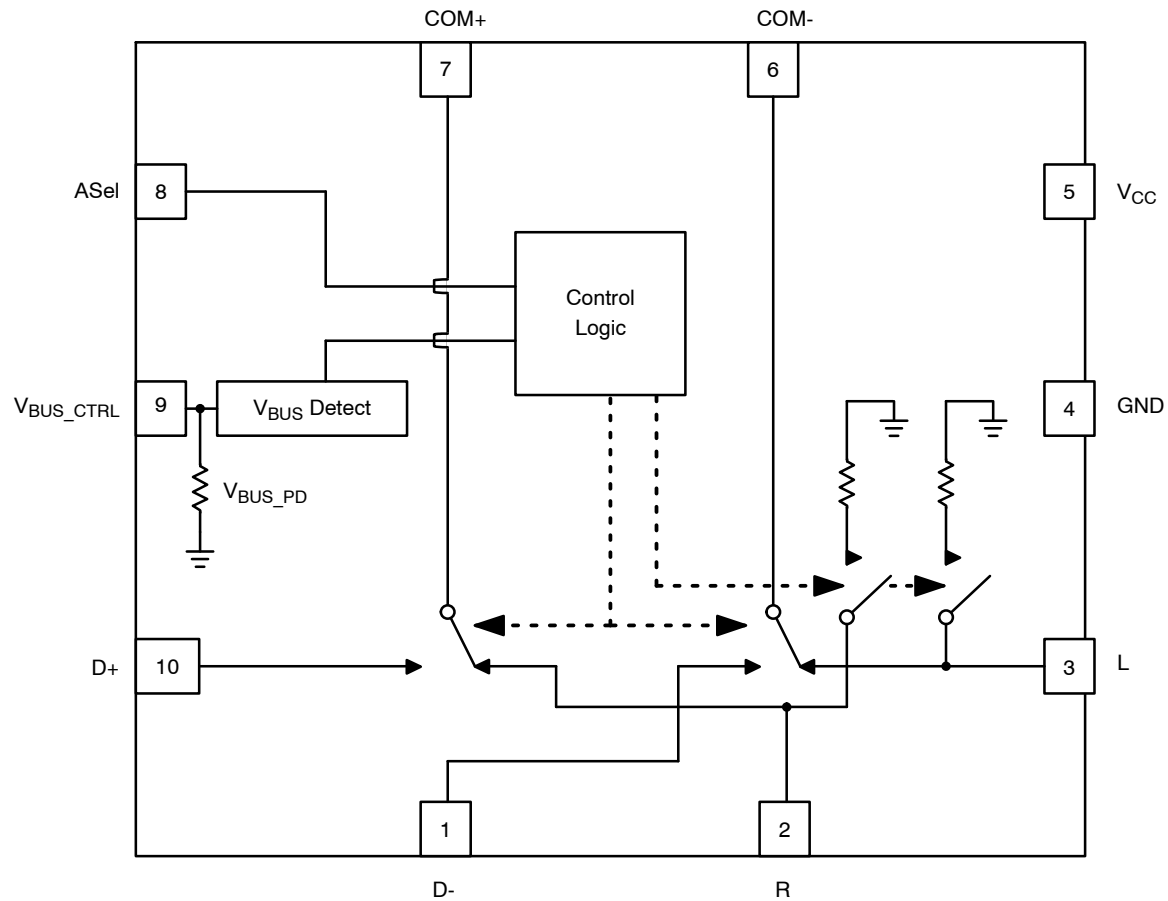 COM+
COM-
7
6
ASel
8
5
VCC
Control
Logic
VBUS_CTRL
9
VBUS Detect
4
GND
VBUS_PD
D+
10
3
L
1
2
D-
R